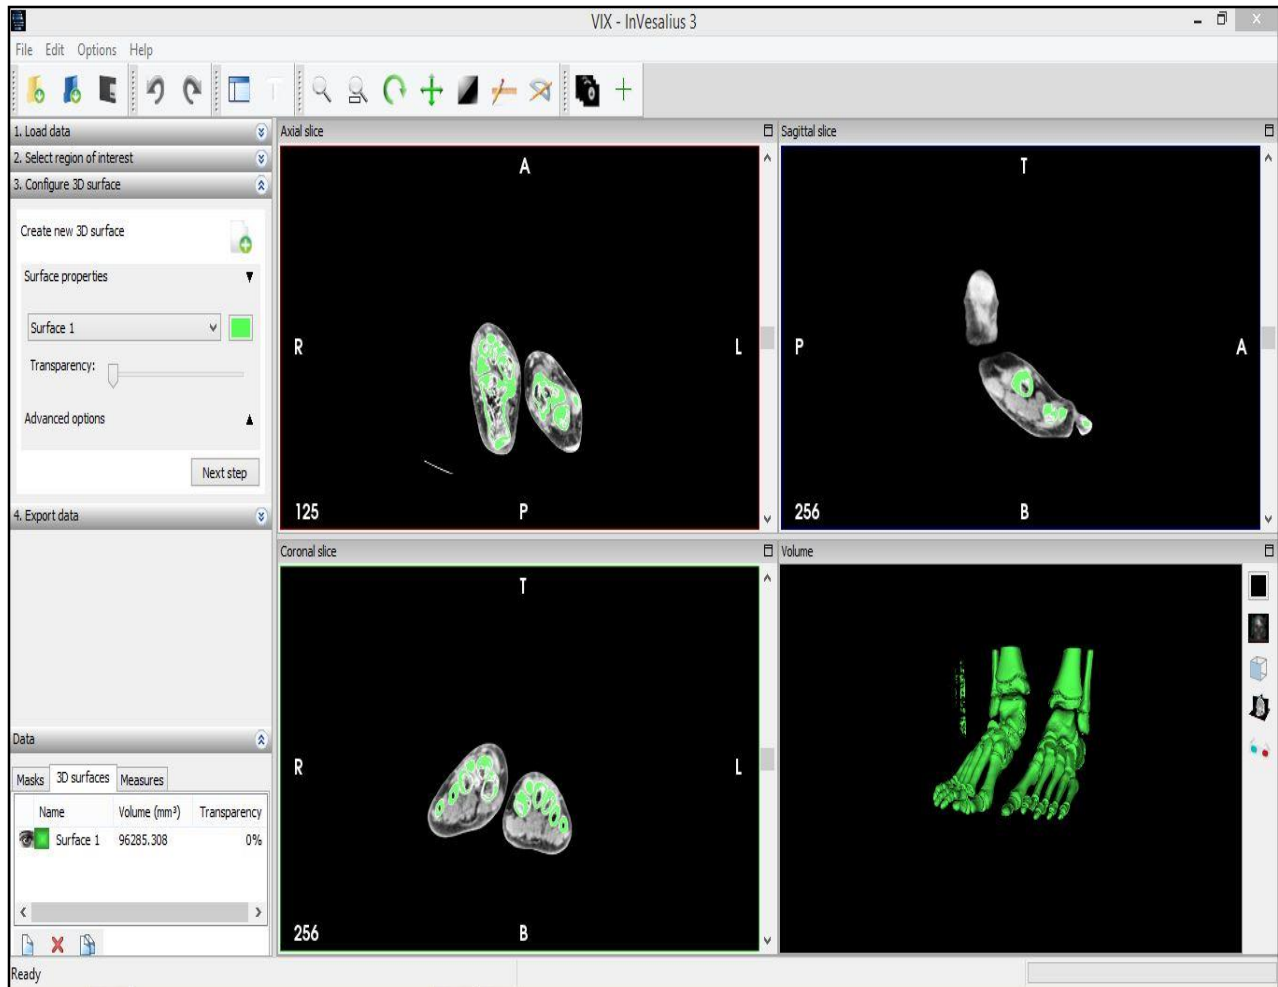 VIX - InVesalius 3
File Edit Options Help
1. Load data
2. Select region of interest
3. Configure 3D surface
Create new 3D surface
Surface properties
Surface 1
Transparency:
Advanced options
Next step
4. Export data
Data
Masks 3D surfaces Measures
Name Volume (mm³) Transparency
Surface 1 96285.308 0%
Ready
Axial slice
A
R L
125 P
Sagittal slice
T
P A
256 B
Coronal slice
T
R L
256 B
Volume